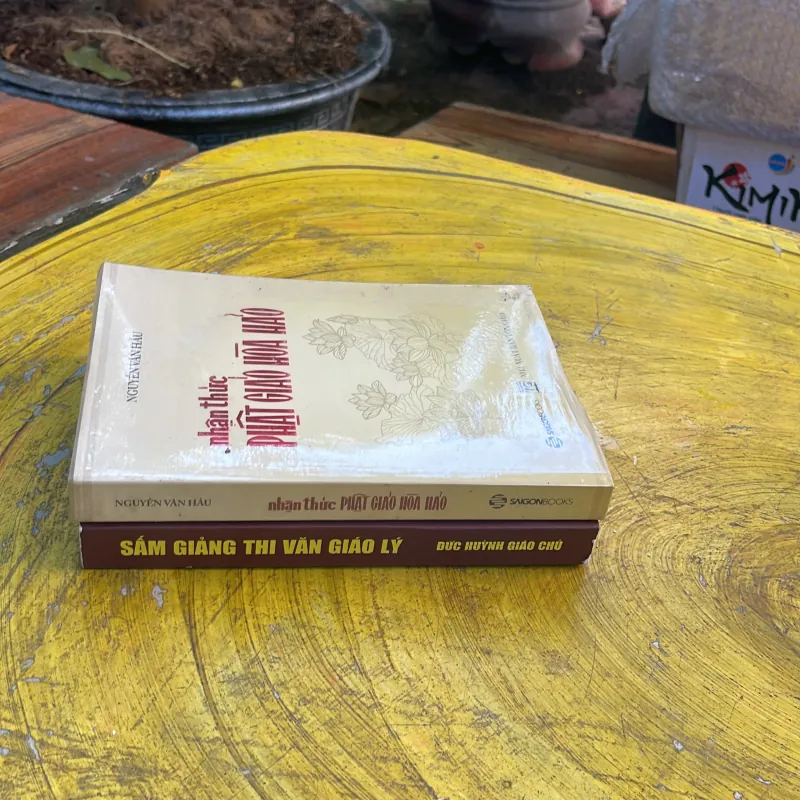 NGUYỄN VĂN HẦU
nhận thức
PHẬT GIÁO HÒA HẢO
NGUYỄN VĂN HẦU nhận thức PHẬT GIÁO HÒA HẢO SAIGONBOOKS
SẤM GIẢNG THI VĂN GIÁO LÝ ĐỨC HUỲNH GIÁO CHỦ